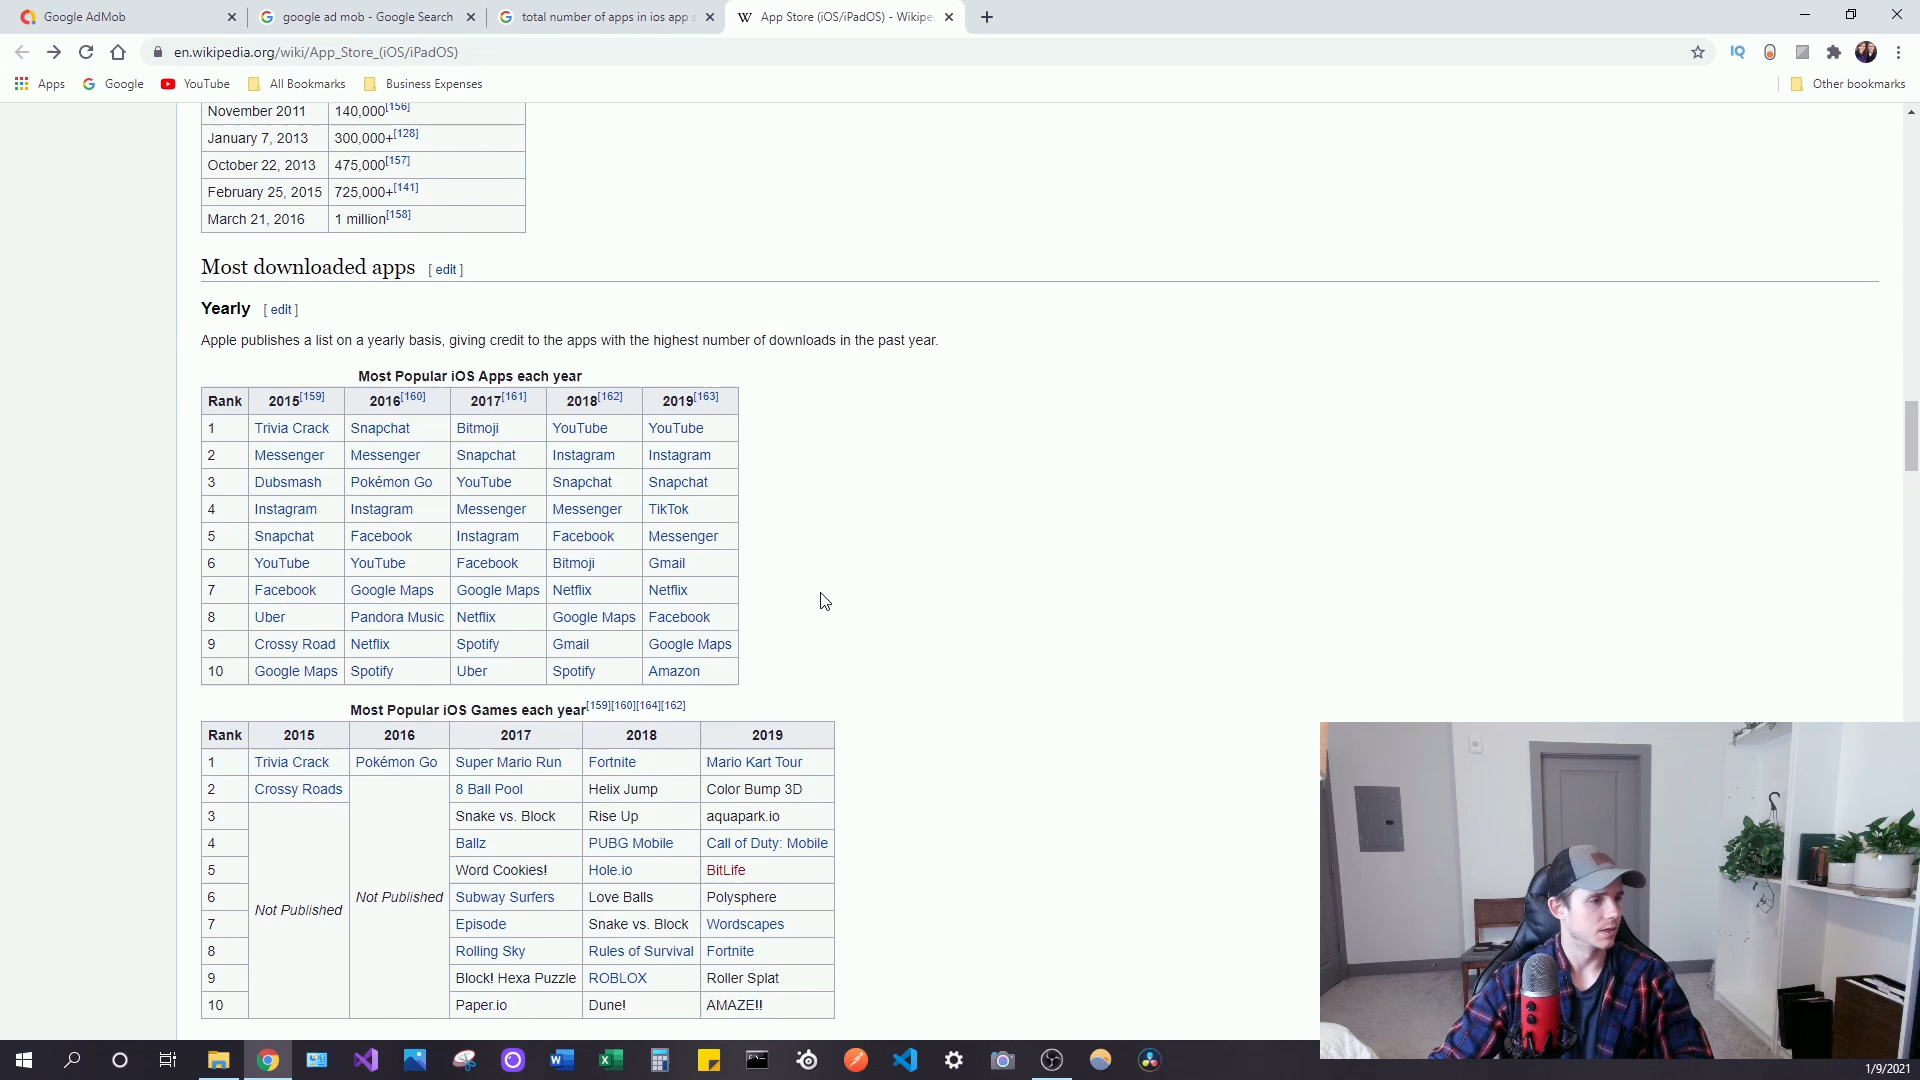 Google AdMob
google ad mob - Google Search
total number of apps in ios app s
W App Store (iOS/iPadOS) - Wikipe
en.wikipedia.org/wiki/App_Store_(iOS/iPadOS)
IQ
Apps Google YouTube All Bookmarks Business Expenses Other bookmarks
November 2011 140,000[156]
January 7, 2013 300,000+[128]
October 22, 2013 475,000[157]
February 25, 2015 725,000+[141]
March 21, 2016 1 million[158]
Most downloaded apps [ edit ]
Yearly [ edit ]
Apple publishes a list on a yearly basis, giving credit to the apps with the highest number of downloads in the past year.
Most Popular iOS Apps each year
Rank 2015[159] 2016[160] 2017[161] 2018[162] 2019[163]
1 Trivia Crack Snapchat Bitmoji YouTube YouTube
2 Messenger Messenger Snapchat Instagram Instagram
3 Dubsmash Pokémon Go YouTube Snapchat Snapchat
4 Instagram Instagram Messenger Messenger TikTok
5 Snapchat Facebook Instagram Facebook Messenger
6 YouTube YouTube Facebook Bitmoji Gmail
7 Facebook Google Maps Google Maps Netflix Netflix
8 Uber Pandora Music Netflix Google Maps Facebook
9 Crossy Road Netflix Spotify Gmail Google Maps
10 Google Maps Spotify Uber Spotify Amazon
Most Popular iOS Games each year[159][160][164][162]
Rank 2015 2016 2017 2018 2019
1 Trivia Crack Pokémon Go Super Mario Run Fortnite Mario Kart Tour
2 Crossy Roads 8 Ball Pool Helix Jump Color Bump 3D
3 Snake vs. Block Rise Up aquapark.io
4 Ballz PUBG Mobile Call of Duty: Mobile
5 Word Cookies! Hole.io BitLife
6 Not Published Not Published Subway Surfers Love Balls Polysphere
7 Episode Snake vs. Block Wordscapes
8 Rolling Sky Rules of Survival Fortnite
9 Block! Hexa Puzzle ROBLOX Roller Splat
10 Paper.io Dune! AMAZE!!
1/9/2021